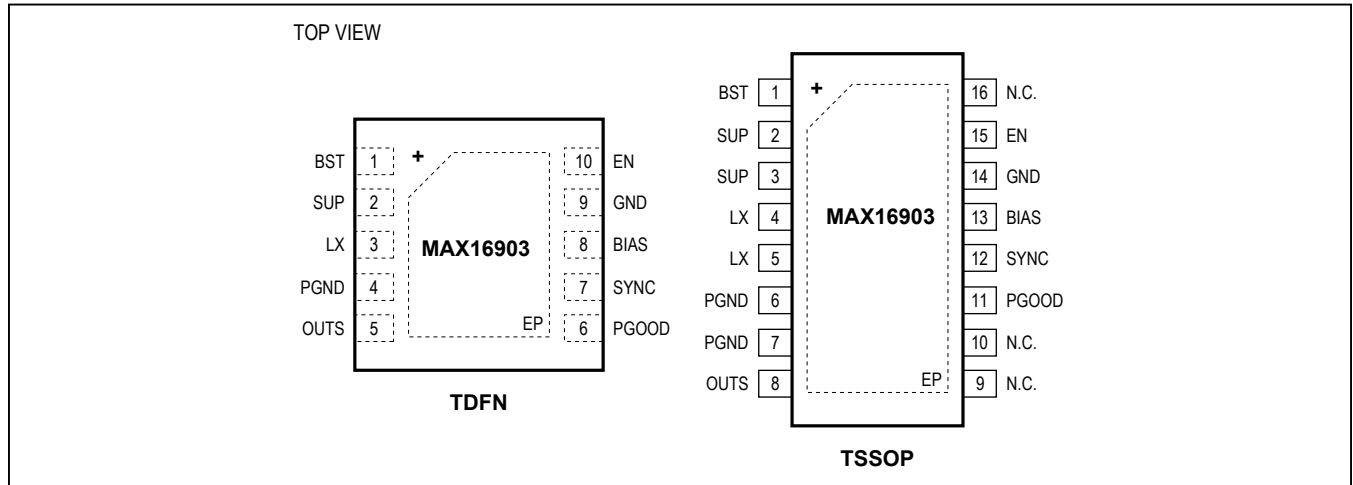 TOP VIEW
BST 1 + 10 EN
SUP 2 9 GND
LX 3 MAX16903 8 BIAS
PGND 4 7 SYNC
OUTS 5 EP 6 PGOOD
TDFN
BST 1 + 16 N.C.
SUP 2 15 EN
SUP 3 14 GND
LX 4 MAX16903 13 BIAS
LX 5 12 SYNC
PGND 6 11 PGOOD
PGND 7 10 N.C.
OUTS 8 EP 9 N.C.
TSSOP